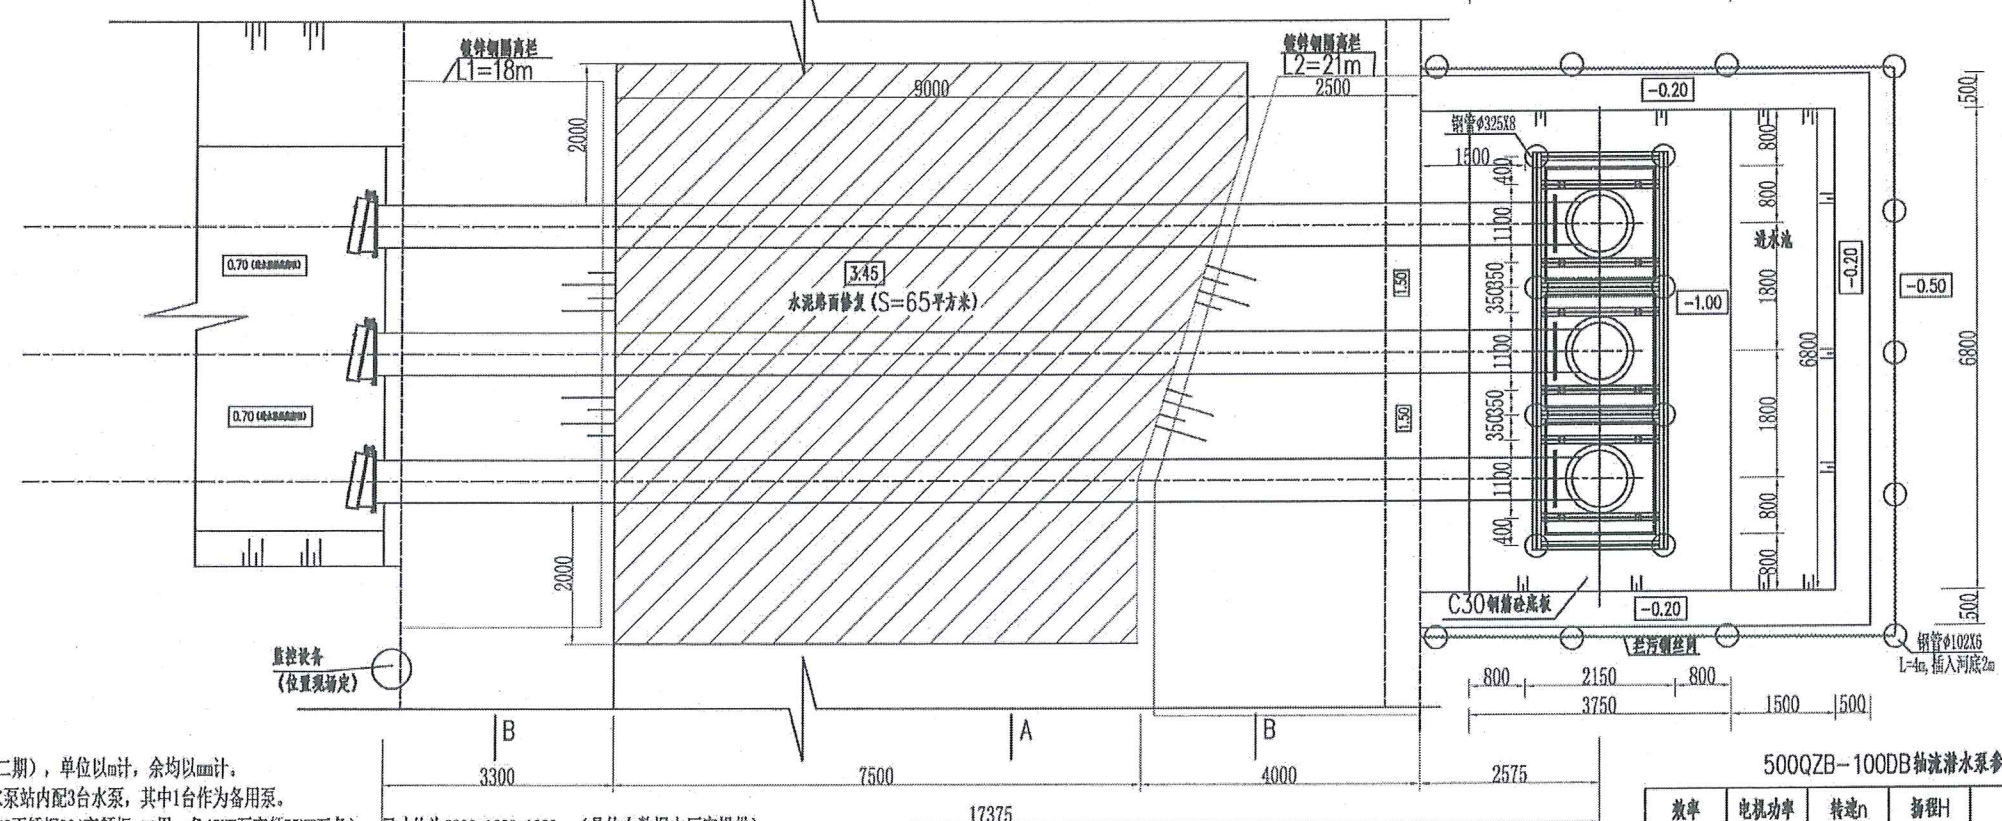 镀锌钢隔离栏
L1=18m
镀锌钢隔离栏
L2=21m
9000
2500
2000
-0.20
500
钢管φ325X8
1500
400
800
800
1100
进水池
0.70
3.45
水泥路面修复(S=65平方米)
1.50
350350
-1.00
1800
-0.20
-0.50
1100
6800
6800
0.70
1.50
350350
1800
1100
800
2000
400
800
C30钢筋砼底板
-0.20
500
监控设备
(位置现场定)
拦污钢丝网
钢管φ102X6
L=4m, 插入河底2m
800
2150
800
3750
1500
500
B
A
B
二期），单位以m计，余均以mm计。
水泵站内配3台水泵，其中1台作为备用泵。
3300
7500
4000
2575
17375
500QZB-100DB轴流潜水泵参
效率
电机功率
转速n
扬程H